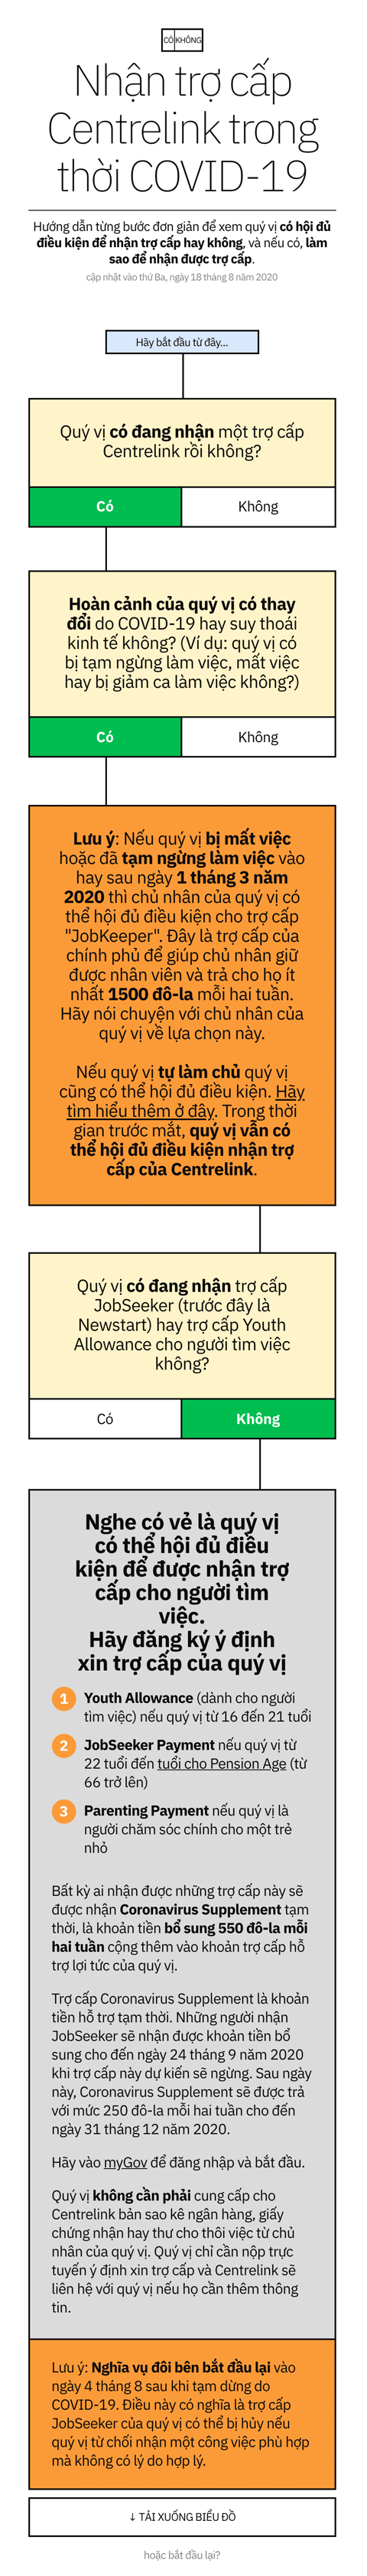 CÓ KHÔNG
Nhận trợ cấp
Centrelink trong
thời COVID-19
Hướng dẫn từng bước đơn giản để xem quý vị có hội đủ
điều kiện để nhận trợ cấp hay không, và nếu có, làm
sao để nhận được trợ cấp.
cập nhật vào thứ Ba, ngày 18 tháng 8 năm 2020
Hãy bắt đầu từ đây...
Quý vị có đang nhận một trợ cấp
Centrelink rồi không?
Có Không
Hoàn cảnh của quý vị có thay
đổi do COVID-19 hay suy thoái
kinh tế không? (Ví dụ: quý vị có
bị tạm ngừng làm việc, mất việc
hay bị giảm ca làm việc không?)
Có Không
Lưu ý: Nếu quý vị bị mất việc
hoặc đã tạm ngừng làm việc vào
hay sau ngày 1 tháng 3 năm
2020 thì chủ nhân của quý vị có
thể hội đủ điều kiện cho trợ cấp
"JobKeeper". Đây là trợ cấp của
chính phủ để giúp chủ nhân giữ
được nhân viên và trả cho họ ít
nhất 1500 đô-la mỗi hai tuần.
Hãy nói chuyện với chủ nhân của
quý vị về lựa chọn này.
Nếu quý vị tự làm chủ quý vị
cũng có thể hội đủ điều kiện. Hãy
tìm hiểu thêm ở đây. Trong thời
gian trước mắt, quý vị vẫn có
thể hội đủ điều kiện nhận trợ
cấp của Centrelink.
Quý vị có đang nhận trợ cấp
JobSeeker (trước đây là
Newstart) hay trợ cấp Youth
Allowance cho người tìm việc
không?
Có Không
Nghe có vẻ là quý vị
có thể hội đủ điều
kiện để được nhận trợ
cấp cho người tìm
việc.
Hãy đăng ký ý định
xin trợ cấp của quý vị
1 Youth Allowance (dành cho người
tìm việc) nếu quý vị từ 16 đến 21 tuổi
2 JobSeeker Payment nếu quý vị từ
22 tuổi đến tuổi cho Pension Age (từ
66 trở lên)
3 Parenting Payment nếu quý vị là
người chăm sóc chính cho một trẻ
nhỏ
Bất kỳ ai nhận được những trợ cấp này sẽ
được nhận Coronavirus Supplement tạm
thời, là khoản tiền bổ sung 550 đô-la mỗi
hai tuần cộng thêm vào khoản trợ cấp hỗ
trợ lợi tức của quý vị.
Trợ cấp Coronavirus Supplement là khoản
tiền hỗ trợ tạm thời. Những người nhận
JobSeeker sẽ nhận được khoản tiền bổ
sung cho đến ngày 24 tháng 9 năm 2020
khi trợ cấp này dự kiến sẽ ngừng. Sau ngày
này, Coronavirus Supplement sẽ được trả
với mức 250 đô-la mỗi hai tuần cho đến
ngày 31 tháng 12 năm 2020.
Hãy vào myGov để đăng nhập và bắt đầu.
Quý vị không cần phải cung cấp cho
Centrelink bản sao kê ngân hàng, giấy
chứng nhận hay thư cho thôi việc từ chủ
nhân của quý vị. Quý vị chỉ cần nộp trực
tuyến ý định xin trợ cấp và Centrelink sẽ
liên hệ với quý vị nếu họ cần thêm thông
tin.
Lưu ý: Nghĩa vụ đôi bên bắt đầu lại vào
ngày 4 tháng 8 sau khi tạm dừng do
COVID-19. Điều này có nghĩa là trợ cấp
JobSeeker của quý vị có thể bị hủy nếu
quý vị từ chối nhận một công việc phù hợp
mà không có lý do hợp lý.
↓ TẢI XUỐNG BIỂU ĐỒ
hoặc bắt đầu lại?